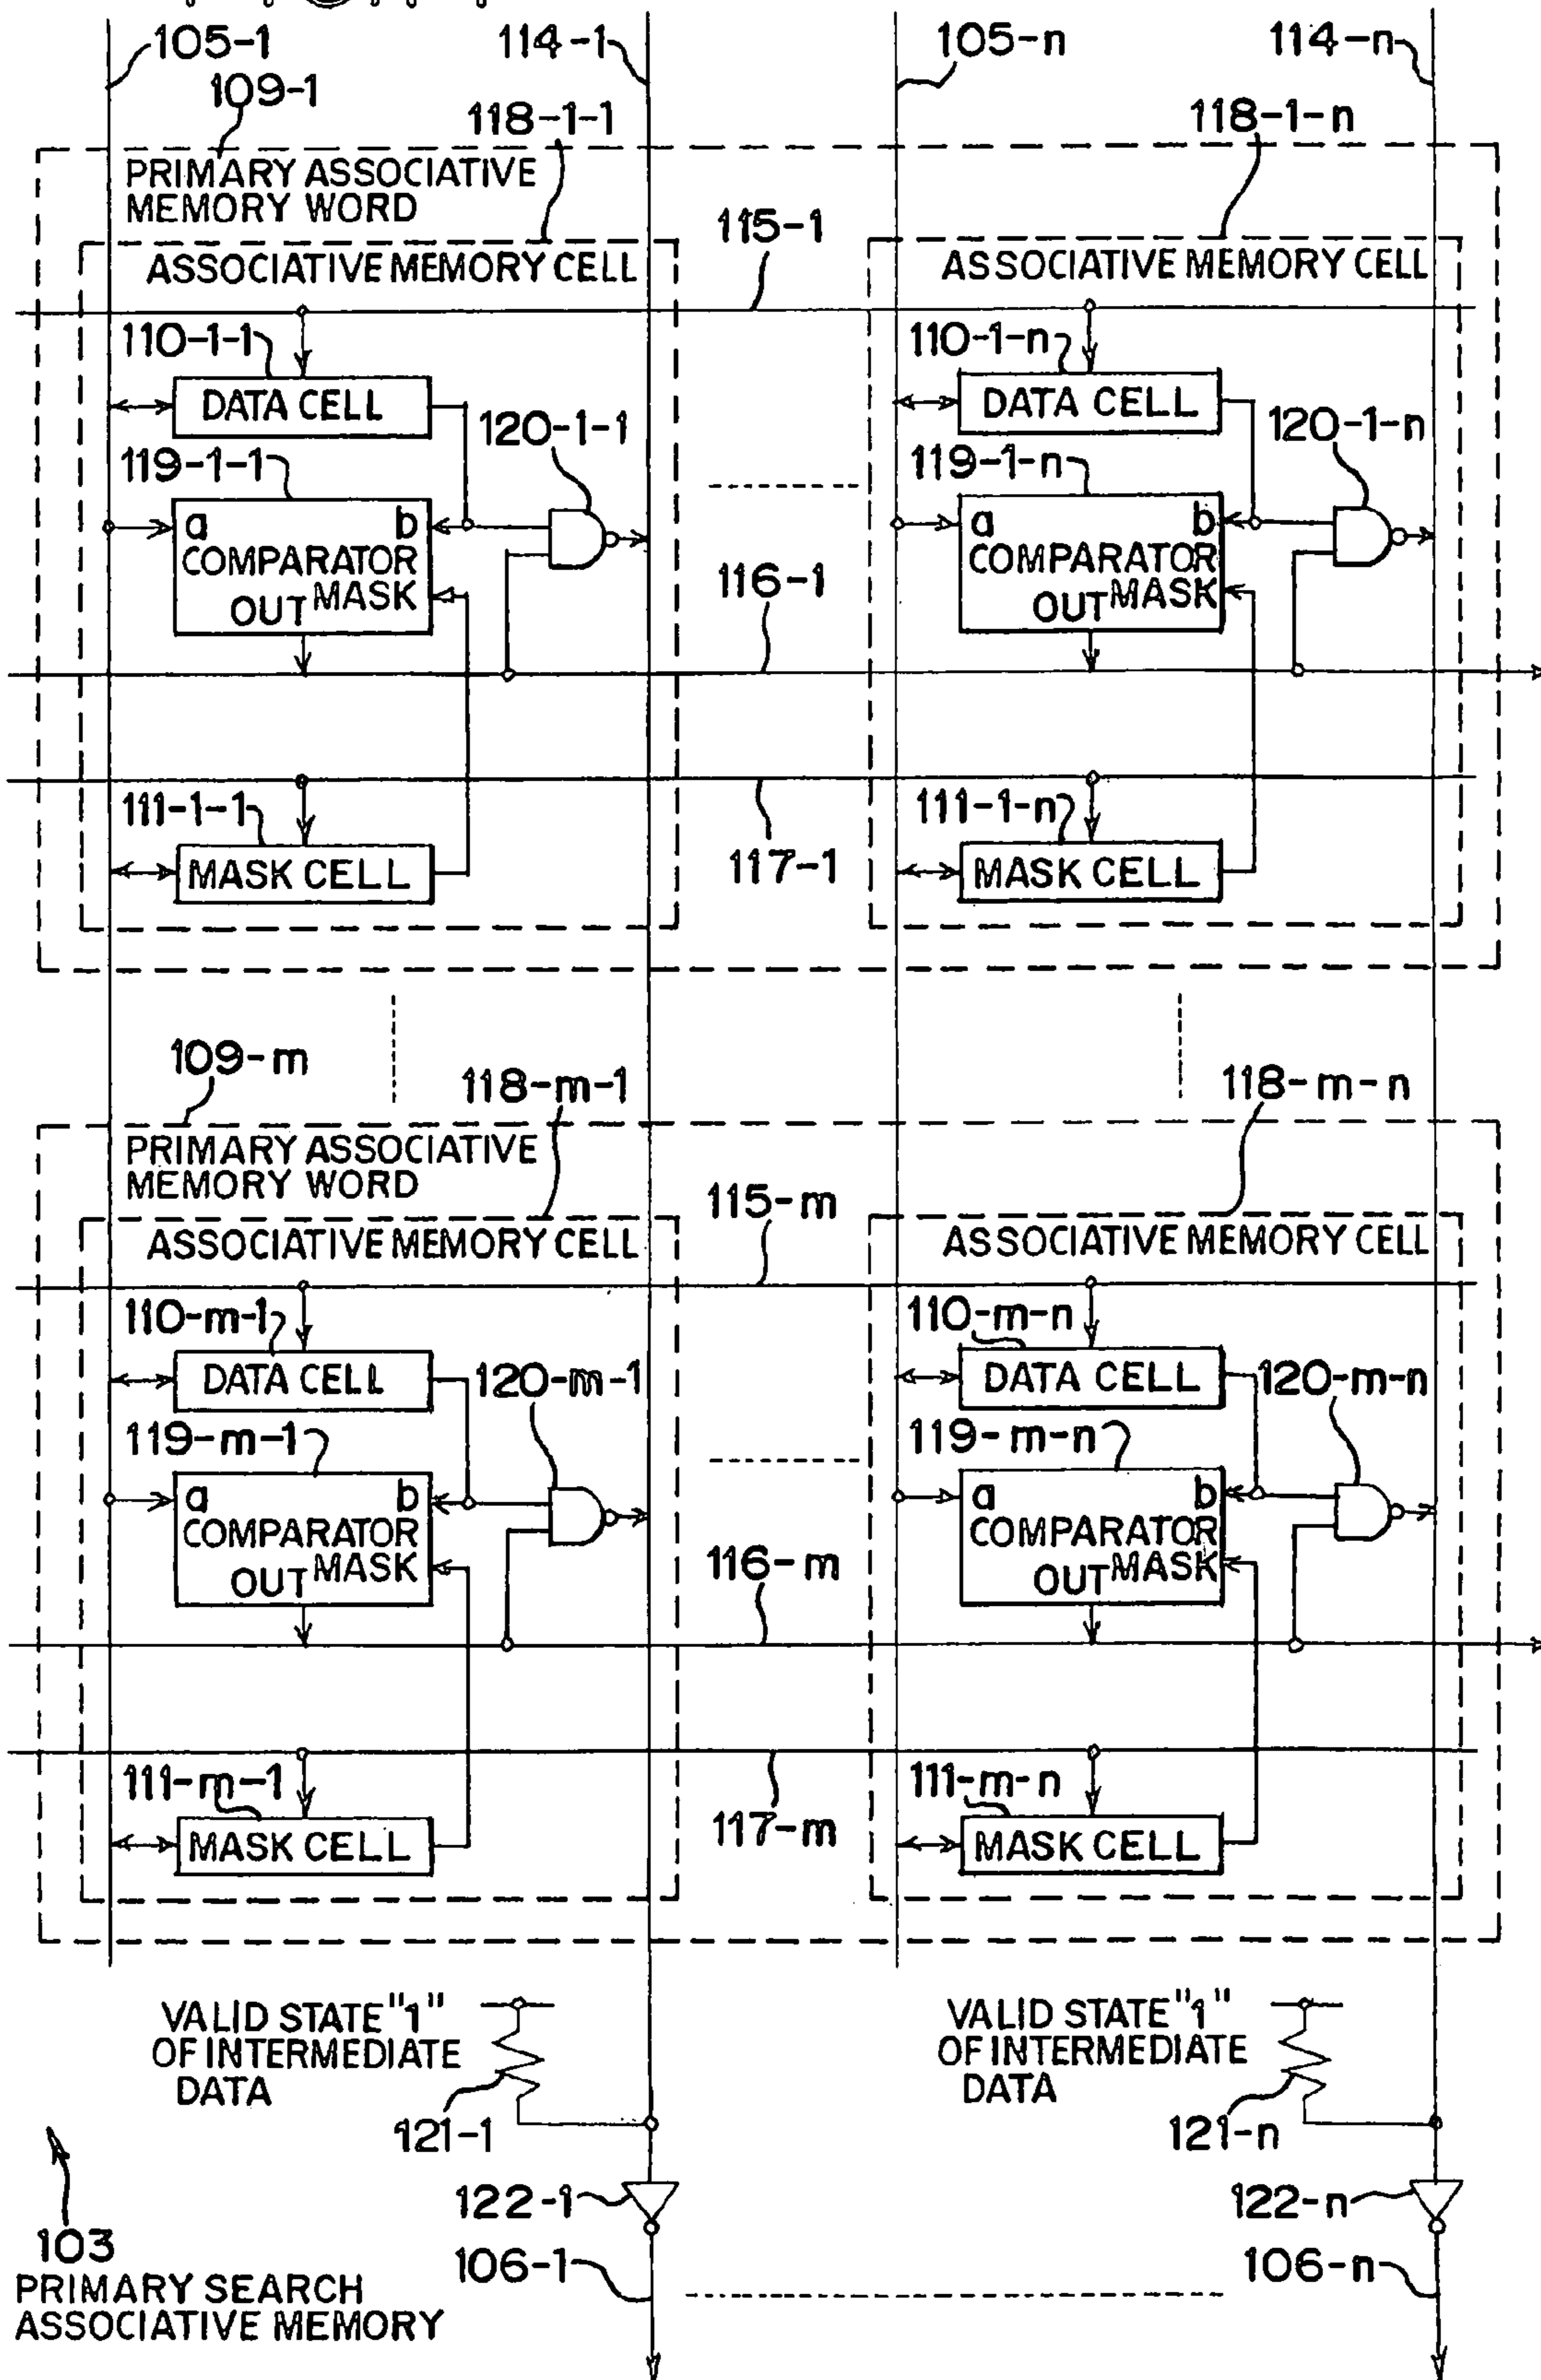 105-1
114-1
105-n
114-n
109-1
118-1-1
118-1-n
PRIMARY ASSOCIATIVE
MEMORY WORD
115-1
ASSOCIATIVE MEMORY CELL
ASSOCIATIVE MEMORY CELL
110-1-1
110-1-n
DATA CELL
DATA CELL
120-1-1
120-1-n
119-1-1
119-1-n
a b
COMPARATOR
OUT MASK
a b
COMPARATOR
OUT MASK
116-1
111-1-1
111-1-n
117-1
MASK CELL
MASK CELL
109-m
118-m-1
118-m-n
PRIMARY ASSOCIATIVE
MEMORY WORD
115-m
ASSOCIATIVE MEMORY CELL
ASSOCIATIVE MEMORY CELL
110-m-1
110-m-n
DATA CELL
DATA CELL
120-m-1
120-m-n
119-m-1
119-m-n
a b
COMPARATOR
OUT MASK
a b
COMPARATOR
OUT MASK
116-m
111-m-1
111-m-n
117-m
MASK CELL
MASK CELL
VALID STATE "1"
OF INTERMEDIATE
DATA
VALID STATE "1"
OF INTERMEDIATE
DATA
121-1
121-n
122-1
122-n
103
PRIMARY SEARCH
ASSOCIATIVE MEMORY
106-1
106-n